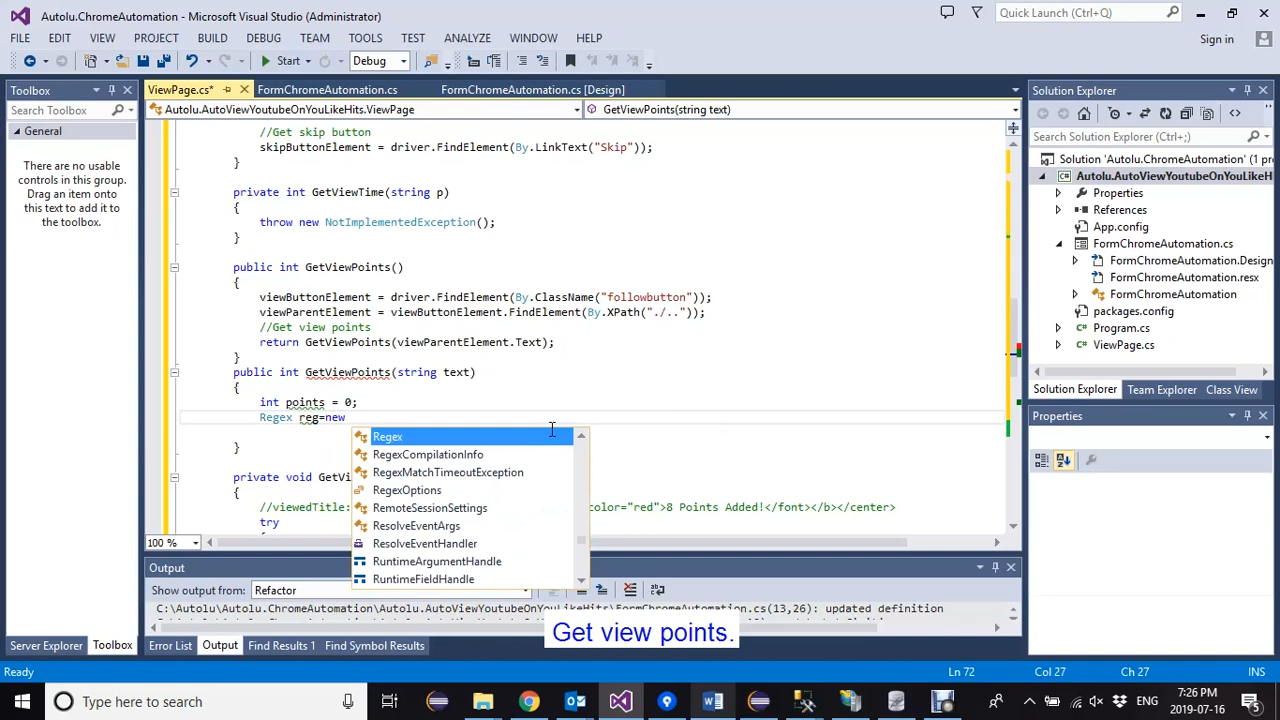 Autolu.ChromeAutomation - Microsoft Visual Studio (Administrator)
Quick Launch (Ctrl+Q)
FILE EDIT VIEW PROJECT BUILD DEBUG TEAM TOOLS TEST ANALYZE WINDOW HELP
Sign in
Start
Debug
Toolbox
Search Toolbox
General
There are no usable
controls in this group.
Drag an item onto
this text to add it to
the toolbox.
ViewPage.cs*
FormChromeAutomation.cs
FormChromeAutomation.cs [Design]
Autolu.AutoViewYoutubeOnYouLikeHits.ViewPage
GetViewPoints(string text)
//Get skip button
skipButtonElement = driver.FindElement(By.LinkText("Skip"));
}
private int GetViewTime(string p)
{
throw new NotImplementedException();
}
public int GetViewPoints()
{
viewButtonElement = driver.FindElement(By.ClassName("followbutton"));
viewParentElement = viewButtonElement.FindElement(By.XPath("./.."));
//Get view points
return GetViewPoints(viewParentElement.Text);
}
public int GetViewPoints(string text)
{
int points = 0;
Regex reg=new
}
Regex
RegexCompilationInfo
RegexMatchTimeoutException
RegexOptions
RemoteSessionSettings
ResolveEventArgs
ResolveEventHandler
RuntimeArgumentHandle
RuntimeFieldHandle
private void GetVi
{
//viewedTitle: color="red">8 Points Added!</font></b></center>
try
100 %
Output
Show output from: Refactor
C:\Autolu\Autolu.ChromeAutomation\Autolu.AutoViewYoutubeOnYouLikeHits\FormChromeAutomation.cs(13,26): updated definition
Get view points.
Server Explorer Toolbox
Error List Output Find Results 1 Find Symbol Results
Solution Explorer
Search Solution Explorer (Ctrl+;)
Solution 'Autolu.ChromeAutomation' (1 pr
Autolu.AutoViewYoutubeOnYouLikeH
Properties
References
App.config
FormChromeAutomation.cs
FormChromeAutomation.Design
FormChromeAutomation.resx
FormChromeAutomation
packages.config
Program.cs
ViewPage.cs
Solution Explorer Team Explorer Class View
Properties
Ready
Ln 72
Col 27
Ch 27
INS
Type here to search
ENG
7:26 PM
2019-07-16
5